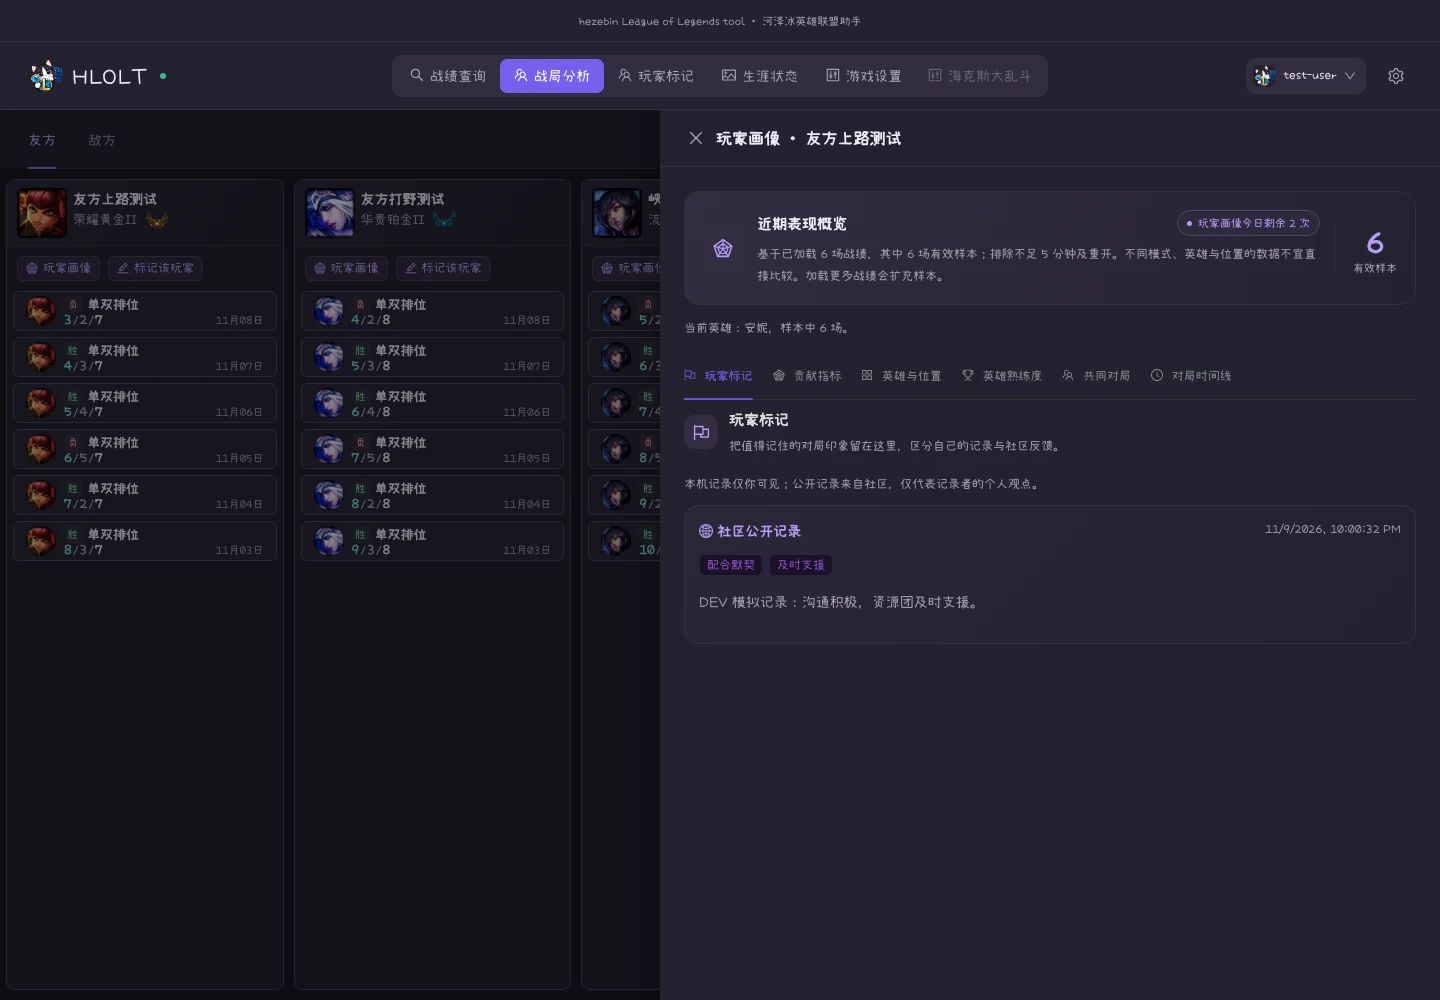 hezebin League of Legends tool • 河泽冰英雄联盟助手
HLOLT
战绩查询 战局分析 玩家标记 生涯状态 游戏设置 海克斯大乱斗
test-user
友方 敌方
友方上路测试
荣耀黄金II
玩家画像 标记该玩家
负 单双排位
3/2/7 11月08日
胜 单双排位
4/3/7 11月07日
胜 单双排位
5/4/7 11月06日
负 单双排位
6/5/7 11月05日
胜 单双排位
7/2/7 11月04日
胜 单双排位
8/3/7 11月03日
友方打野测试
华贵铂金II
玩家画像 标记该玩家
负 单双排位
4/2/8 11月08日
胜 单双排位
5/3/8 11月07日
胜 单双排位
6/4/8 11月06日
负 单双排位
7/5/8 11月05日
胜 单双排位
8/2/8 11月04日
胜 单双排位
9/3/8 11月03日
流
玩家画
负
5/2
胜
6/3
胜
7/4
负
8/5
胜
9/2
胜
10/
玩家画像 • 友方上路测试
近期表现概览
玩家画像今日剩余 2 次
基于已加载 6 场战绩，其中 6 场有效样本；排除不足 5 分钟及重开。不同模式、英雄与位置的数据不宜直
接比较。加载更多战绩会扩充样本。
6
有效样本
当前英雄：安妮，样本中 6 场。
玩家标记 贡献指标 英雄与位置 英雄熟练度 共同对局 对局时间线
玩家标记
把值得记住的对局印象留在这里，区分自己的记录与社区反馈。
本机记录仅你可见；公开记录来自社区，仅代表记录者的个人观点。
社区公开记录 11/9/2026, 10:00:32 PM
配合默契 及时支援
DEV 模拟记录：沟通积极，资源团及时支援。